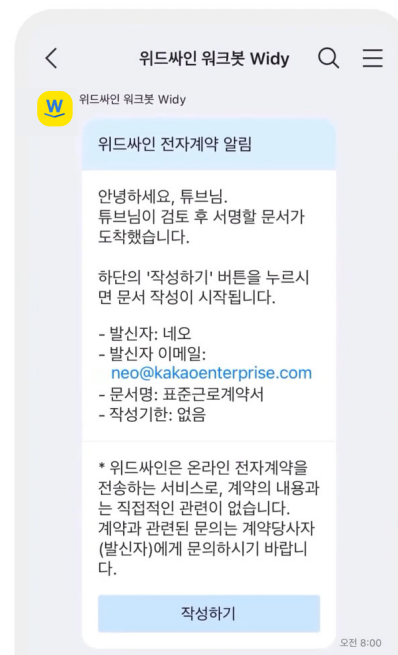 위드싸인 워크봇 Widy
W
위드싸인 워크봇 Widy
위드싸인 전자계약 알림
안녕하세요, 튜브님.
튜브님이 검토 후 서명할 문서가
도착했습니다.
하단의 '작성하기' 버튼을 누르시
면 문서 작성이 시작됩니다.
- 발신자: 네오
- 발신자 이메일:
neo@kakaoenterprise.com
- 문서명: 표준근로계약서
- 작성기한: 없음
* 위드싸인은 온라인 전자계약을
전송하는 서비스로, 계약의 내용과
는 직접적인 관련이 없습니다.
계약과 관련된 문의는 계약당사자
(발신자)에게 문의하시기 바랍니
다.
작성하기
오전 8:00